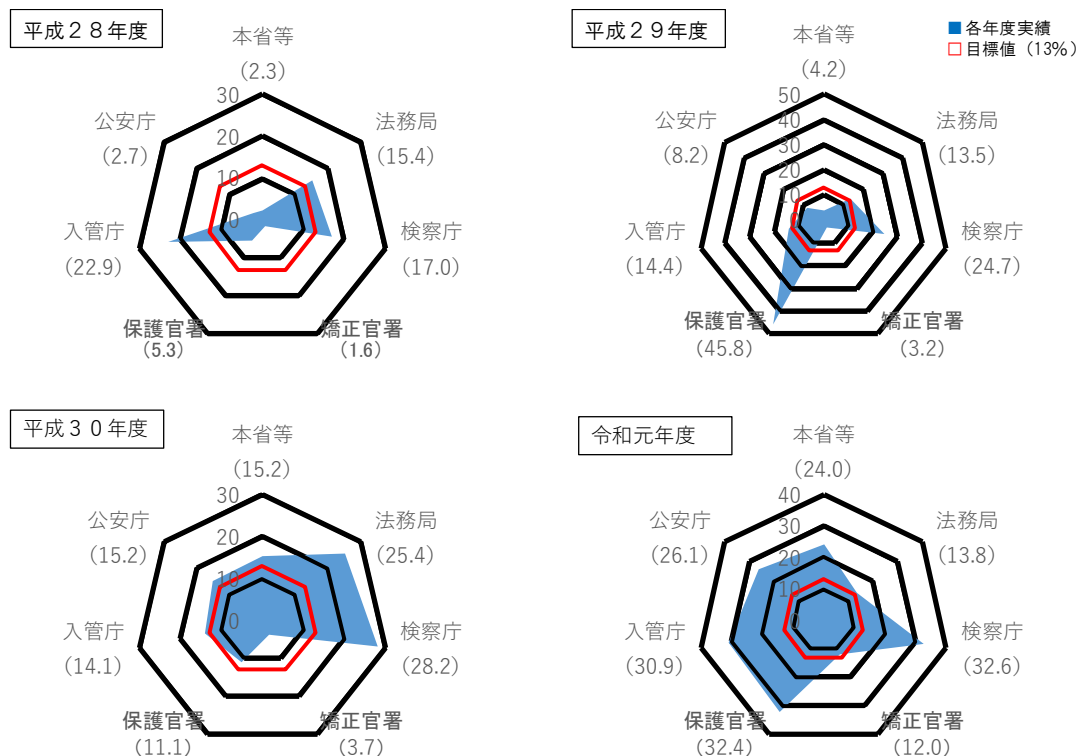 平成２８年度
本省等
（2.3）
30
20
10
0
法務局
（15.4）
検察庁
（17.0）
矯正官署
（1.6）
保護官署
（5.3）
入管庁
（22.9）
公安庁
（2.7）
平成２９年度
■各年度実績
□目標値（13%）
本省等
（4.2）
50
40
30
20
10
0
法務局
（13.5）
検察庁
（24.7）
矯正官署
（3.2）
保護官署
（45.8）
入管庁
（14.4）
公安庁
（8.2）
平成３０年度
本省等
（15.2）
30
20
10
0
法務局
（25.4）
検察庁
（28.2）
矯正官署
（3.7）
保護官署
（11.1）
入管庁
（14.1）
公安庁
（15.2）
令和元年度
本省等
（24.0）
40
30
20
10
0
法務局
（13.8）
検察庁
（32.6）
矯正官署
（12.0）
保護官署
（32.4）
入管庁
（30.9）
公安庁
（26.1）